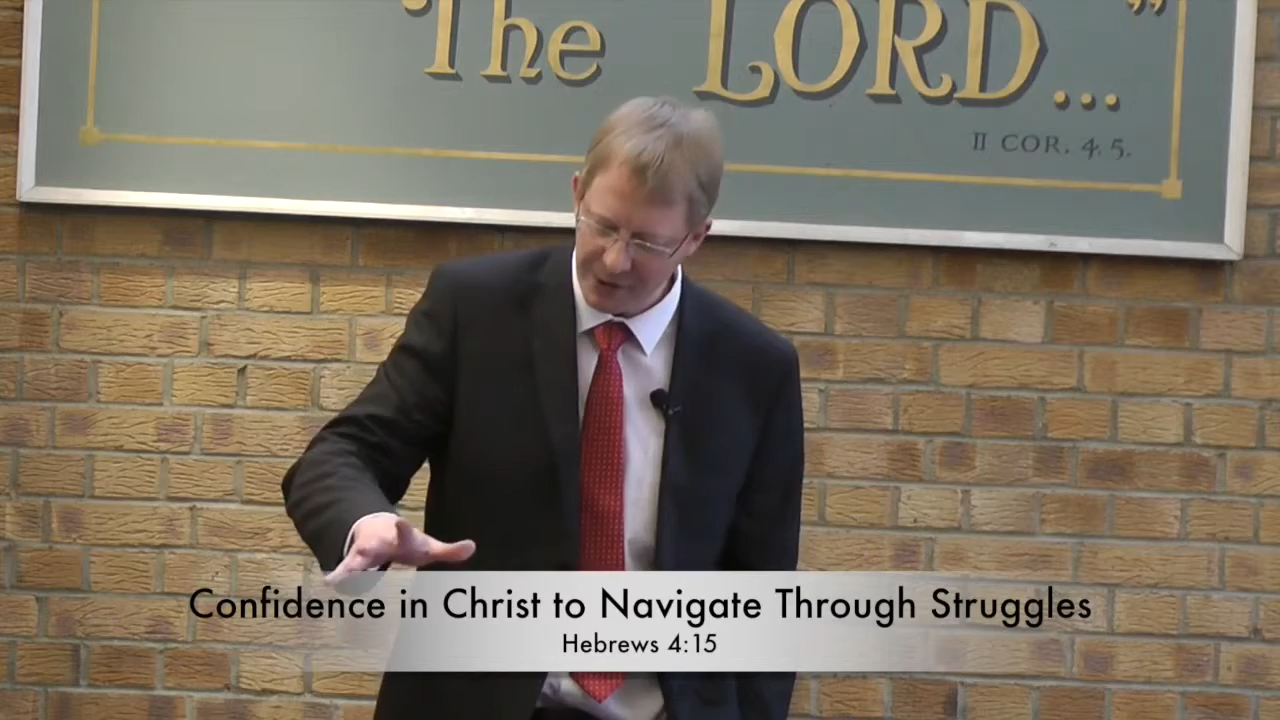 The LORD..."
II COR. 4. 5.
Confidence in Christ to Navigate Through Struggles
Hebrews 4:15